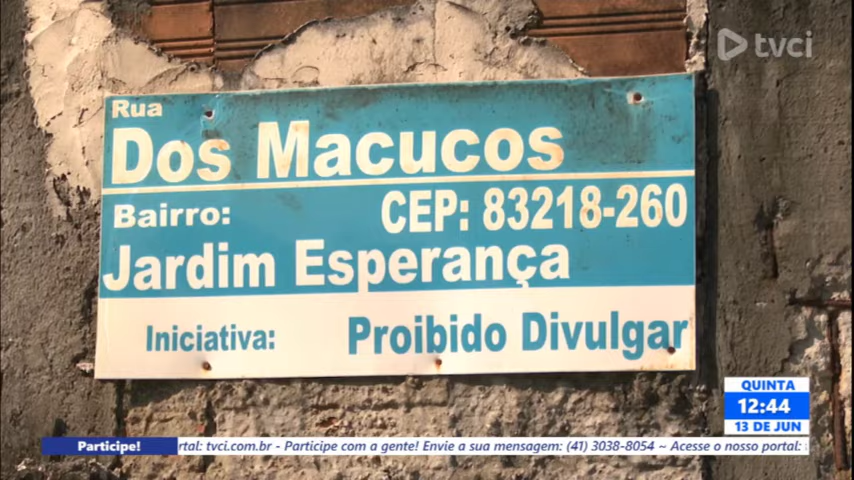 tvci
Rua
Dos Macucos
Bairro: CEP: 83218-260
Jardim Esperança
Iniciativa: Proibido Divulgar
QUINTA
12:44
13 DE JUN
Participe! rtal: tvci.com.br - Participe com a gente! Envie a sua mensagem: (41) 3038-8054 ~ Acesse o nosso portal: